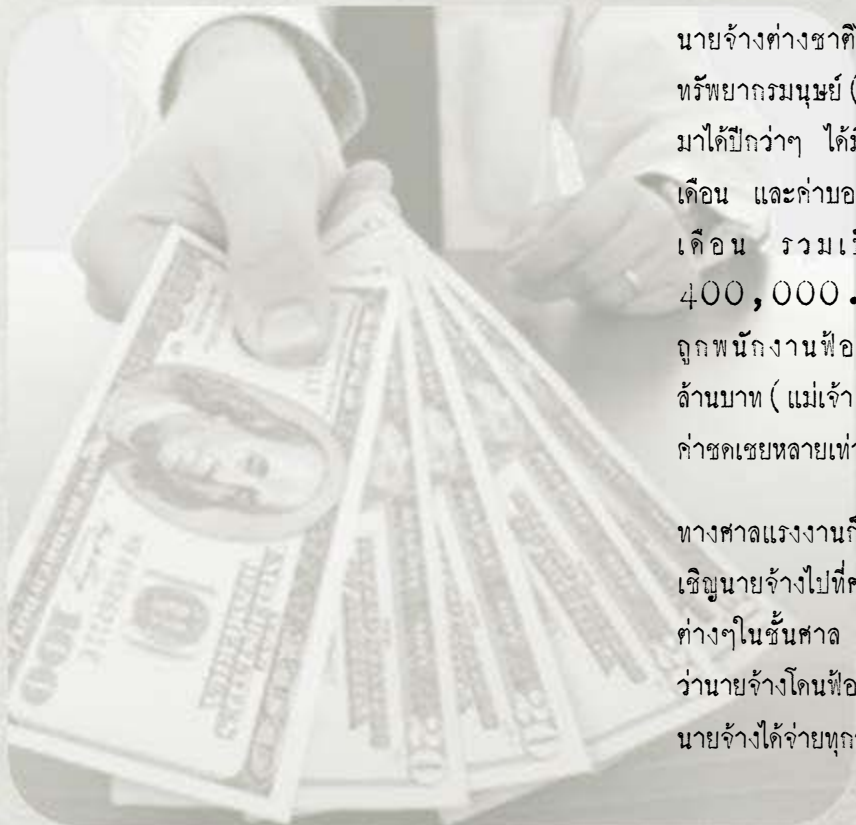 นายจ้างต่างชาติ
ทรัพยากรมนุษย์ (
มาได้ปีกว่าๆ ได้มี
เดือน และค่าบอ
เดือน รวมเป็
400,000.
ถูกพนักงานฟ้อ
ล้านบาท ( แม่เจ้า
ค่าชดเชยหลายเท่า
ทางศาลแรงงานก็
เชิญนายจ้างไปที่ศ
ต่างๆในชั้นศาล
ว่านายจ้างโดนฟ้อ
นายจ้างได้จ่ายทุก
100